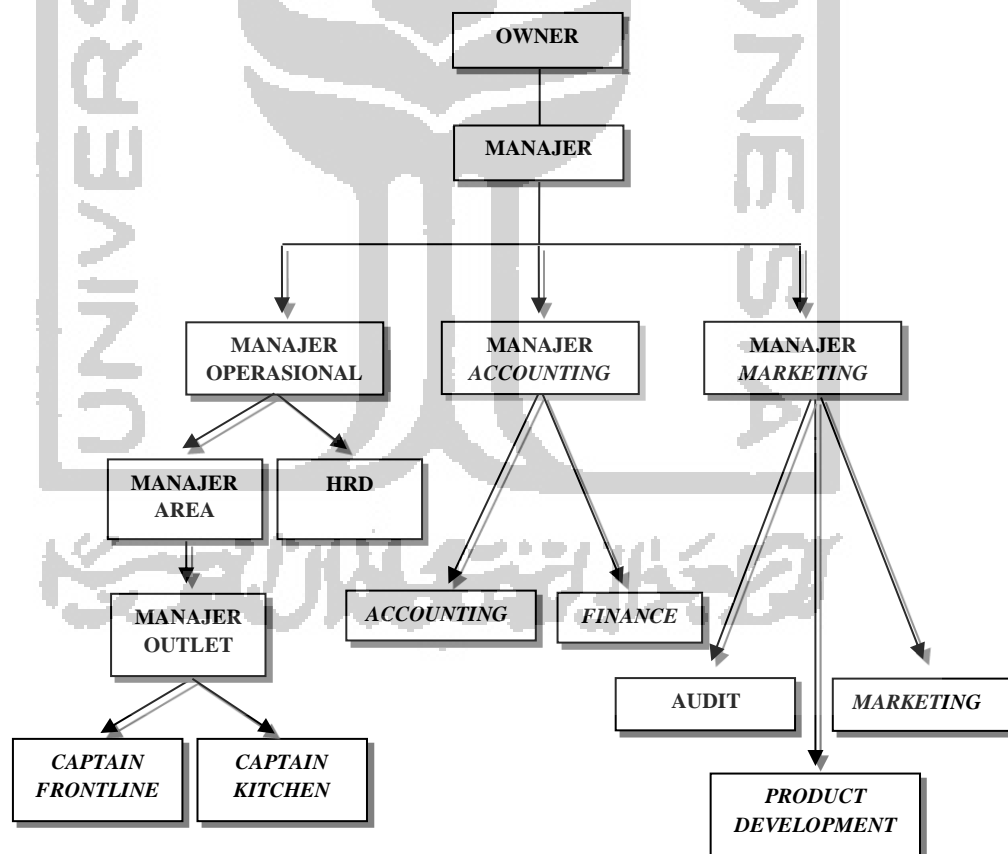 OWNER
MANAJER
MANAJER
OPERASIONAL
MANAJER
ACCOUNTING
MANAJER
MARKETING
MANAJER
AREA
HRD
MANAJER
OUTLET
ACCOUNTING
FINANCE
AUDIT
MARKETING
CAPTAIN
FRONTLINE
CAPTAIN
KITCHEN
PRODUCT
DEVELOPMENT